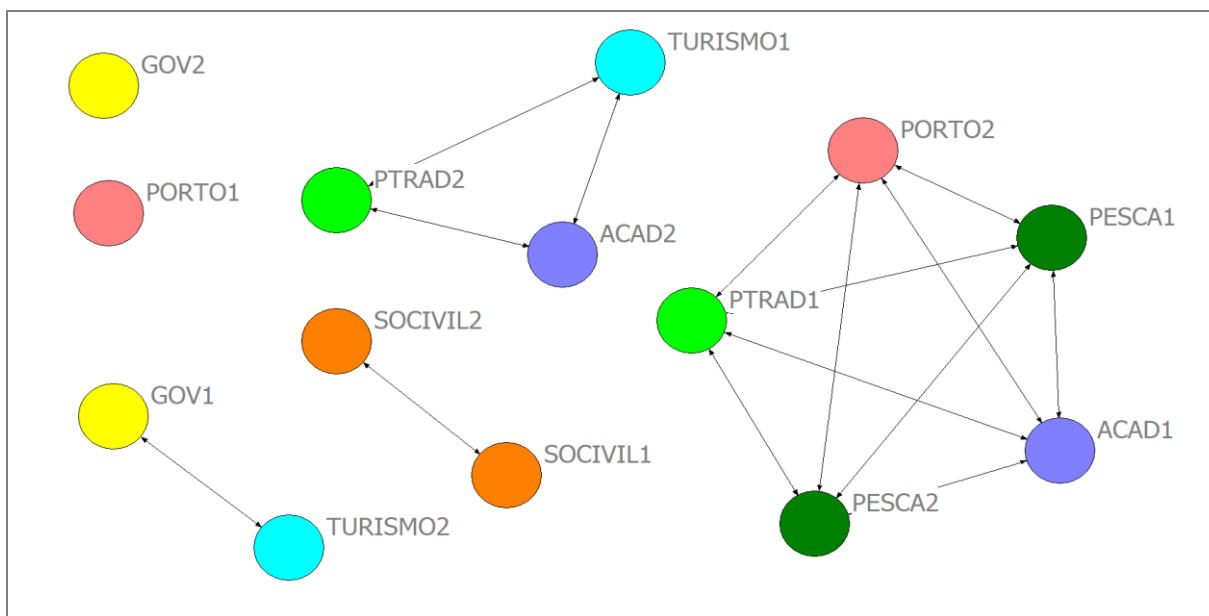 GOV2
TURISMO1
PORTO2
PORTO1
PTRAD2
PESCA1
ACAD2
PTRAD1
SOCIVIL2
GOV1
ACAD1
SOCIVIL1
PESCA2
TURISMO2